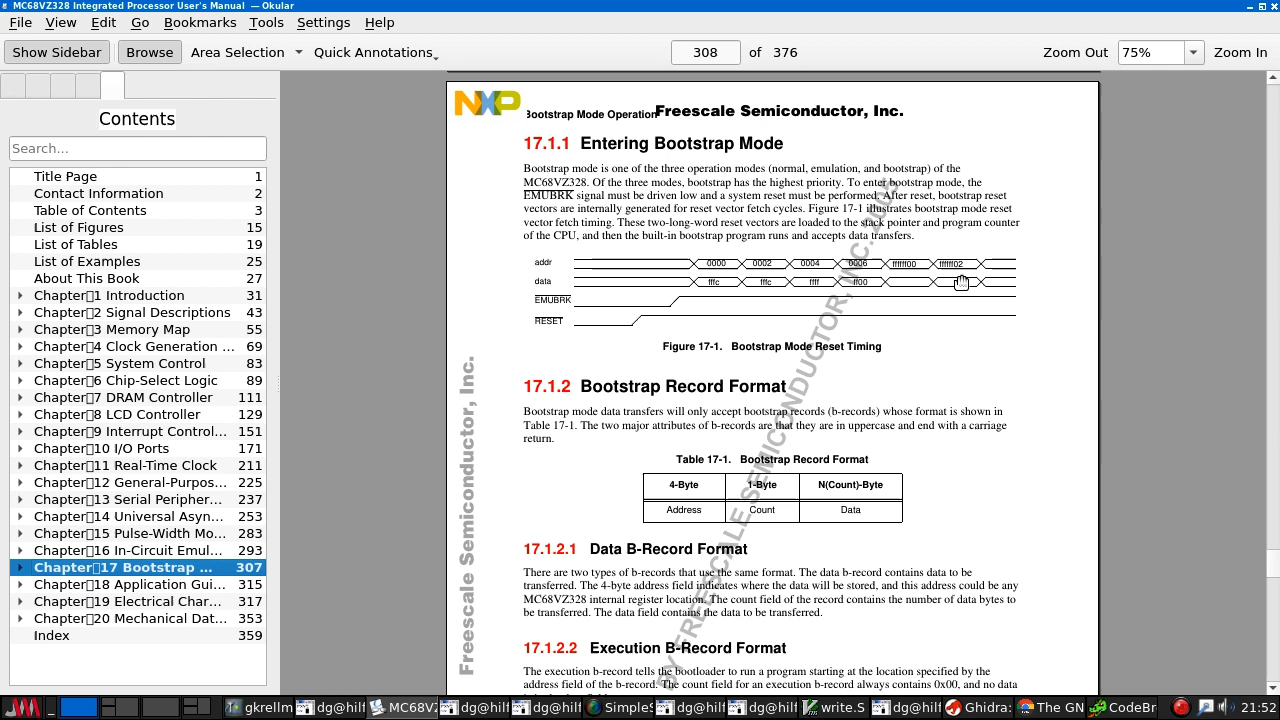 MC68VZ328 Integrated Processor User's Manual — Okular
File View Edit Go Bookmarks Tools Settings Help
Show Sidebar Browse Area Selection Quick Annotations 308 of 376 Zoom Out 75% Zoom In
Contents
Search...
Title Page 1
Contact Information 2
Table of Contents 3
List of Figures 15
List of Tables 19
List of Examples 25
About This Book 27
Chapter 1 Introduction 31
Chapter 2 Signal Descriptions 43
Chapter 3 Memory Map 55
Chapter 4 Clock Generation ... 69
Chapter 5 System Control 83
Chapter 6 Chip-Select Logic 89
Chapter 7 DRAM Controller 111
Chapter 8 LCD Controller 129
Chapter 9 Interrupt Control... 151
Chapter 10 I/O Ports 171
Chapter 11 Real-Time Clock 211
Chapter 12 General-Purpos... 225
Chapter 13 Serial Peripher... 237
Chapter 14 Universal Asyn... 253
Chapter 15 Pulse-Width Mo... 283
Chapter 16 In-Circuit Emul... 293
Chapter 17 Bootstrap ... 307
Chapter 18 Application Gui... 315
Chapter 19 Electrical Char... 317
Chapter 20 Mechanical Dat... 353
Index 359
NXP
Bootstrap Mode Operation Freescale Semiconductor, Inc.
17.1.1 Entering Bootstrap Mode
Bootstrap mode is one of the three operation modes (normal, emulation, and bootstrap) of the
MC68VZ328. Of the three modes, bootstrap has the highest priority. To enter bootstrap mode, the
EMUBRK signal must be driven low and a system reset must be performed. After reset, bootstrap reset
vectors are internally generated for reset vector fetch cycles. Figure 17-1 illustrates bootstrap mode reset
vector fetch timing. These two-long-word reset vectors are loaded to the stack pointer and program counter
of the CPU, and then the built-in bootstrap program runs and accepts data transfers.
addr 0000 0002 0004 0006 ffffff00 ffffff02
data fffc fffc ffff ff00
EMUBRK
RESET
Figure 17-1. Bootstrap Mode Reset Timing
17.1.2 Bootstrap Record Format
Bootstrap mode data transfers will only accept bootstrap records (b-records) whose format is shown in
Table 17-1. The two major attributes of b-records are that they are in uppercase and end with a carriage
return.
Table 17-1. Bootstrap Record Format
4-Byte 1-Byte N(Count)-Byte
Address Count Data
17.1.2.1 Data B-Record Format
There are two types of b-records that use the same format. The data b-record contains data to be
transferred. The 4-byte address field indicates where the data will be stored, and this address could be any
MC68VZ328 internal register location. The count field of the record contains the number of data bytes to
be transferred. The data field contains the data to be transferred.
17.1.2.2 Execution B-Record Format
The execution b-record tells the bootloader to run a program starting at the location specified by the
address field of the b-record. The count field for an execution b-record always contains 0x00, and no data
Freescale Semiconductor, Inc.
BY FREESCALE SEMICONDUCTOR, INC. 2005
gkrellm dg@hilf MC68V dg@hilf dg@hilf SimpleS dg@hilf dg@hilf write.S dg@hilf Ghidra: The GN CodeBr 21:52